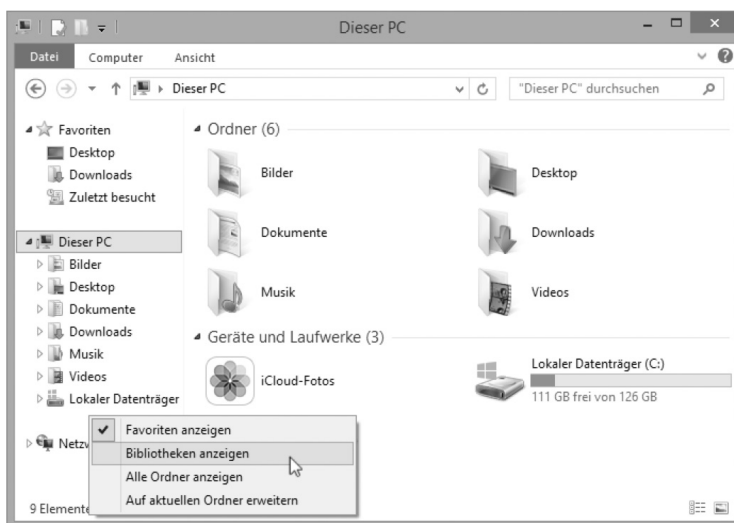 Dieser PC
Datei Computer Ansicht
Dieser PC
"Dieser PC" durchsuchen
Favoriten
Desktop
Downloads
Zuletzt besucht
Dieser PC
Bilder
Desktop
Dokumente
Downloads
Musik
Videos
Lokaler Datenträger
Ordner (6)
Bilder
Desktop
Dokumente
Downloads
Musik
Videos
Geräte und Laufwerke (3)
iCloud-Fotos
Lokaler Datenträger (C:)
111 GB frei von 126 GB
Favoriten anzeigen
Bibliotheken anzeigen
Alle Ordner anzeigen
Auf aktuellen Ordner erweitern